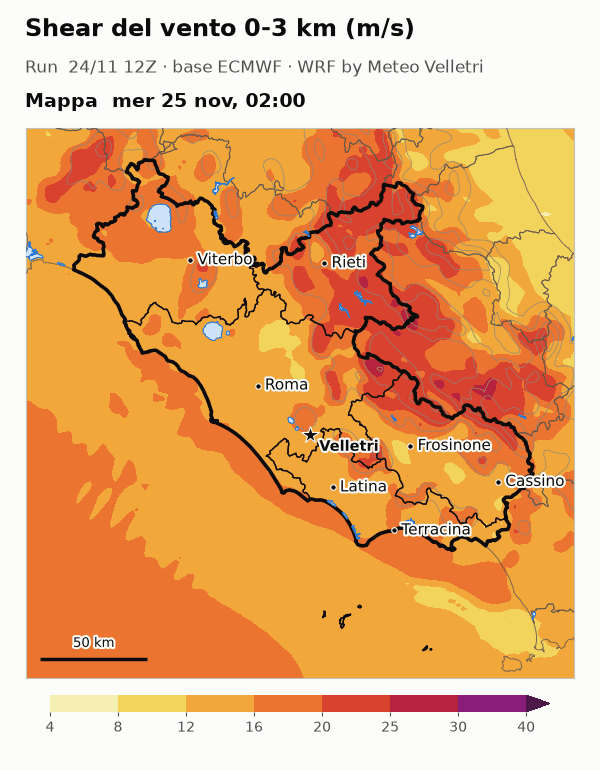 Shear del vento 0-3 km (m/s)
Run  24/11 12Z · base ECMWF · WRF by Meteo Velletri
Mappa  mer 25 nov, 02:00
Viterbo
Rieti
Roma
Velletri
Frosinone
Cassino
Latina
Terracina
50 km
4 8 12 16 20 25 30 40